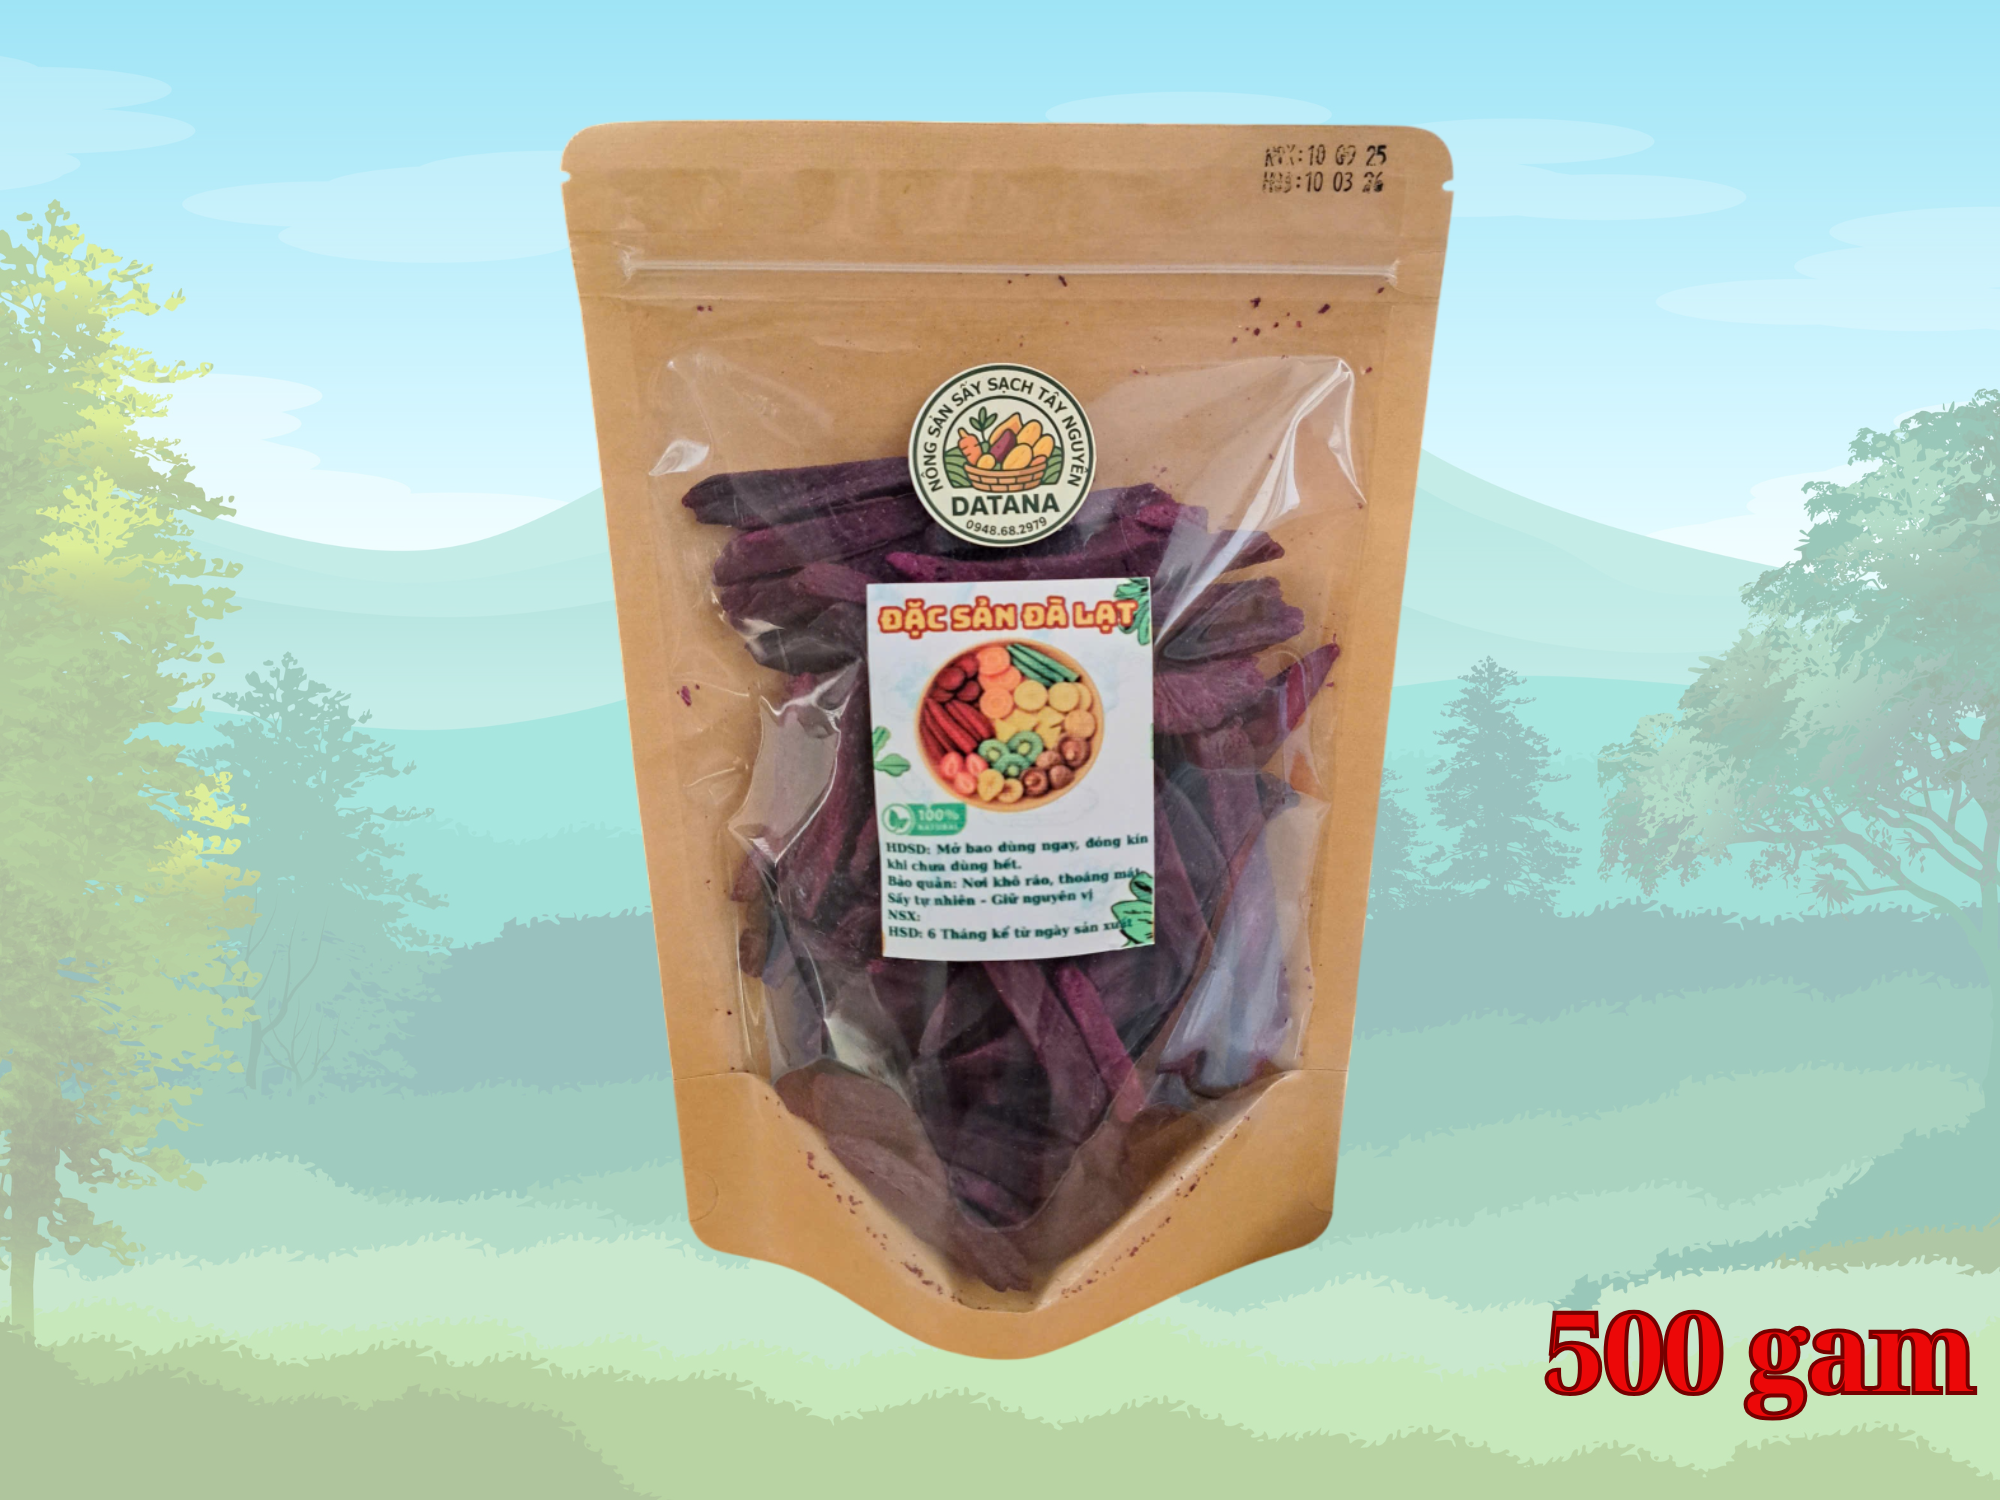 NSX:10 09 25
HSD:10 03 26
NÔNG SẢN SẤY SẠCH TÂY NGUYÊN
DATANA
0948.68.2979
ĐẶC SẢN ĐÀ LẠT
100%
NATURAL
HDSD: Mở bao dùng ngay, đóng kín
khi chưa dùng hết.
Bảo quản: Nơi khô ráo, thoáng mát
Sấy tự nhiên - Giữ nguyên vị
NSX:
HSD: 6 Tháng kể từ ngày sản xuất
500 gam